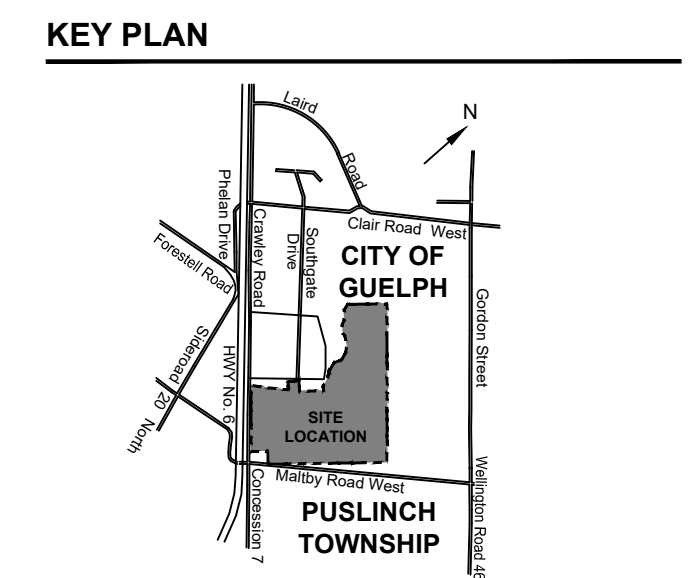 KEY PLAN
Laird
Road
N
Phelan Drive
Crawley Road
Southgate
Drive
Clair Road West
Forestell Road
CITY OF
GUELPH
Gordon Street
Sideroad
20 North
HWY No. 6
SITE
LOCATION
Maltby Road West
Concession 7
PUSLINCH
TOWNSHIP
Wellington Road 46